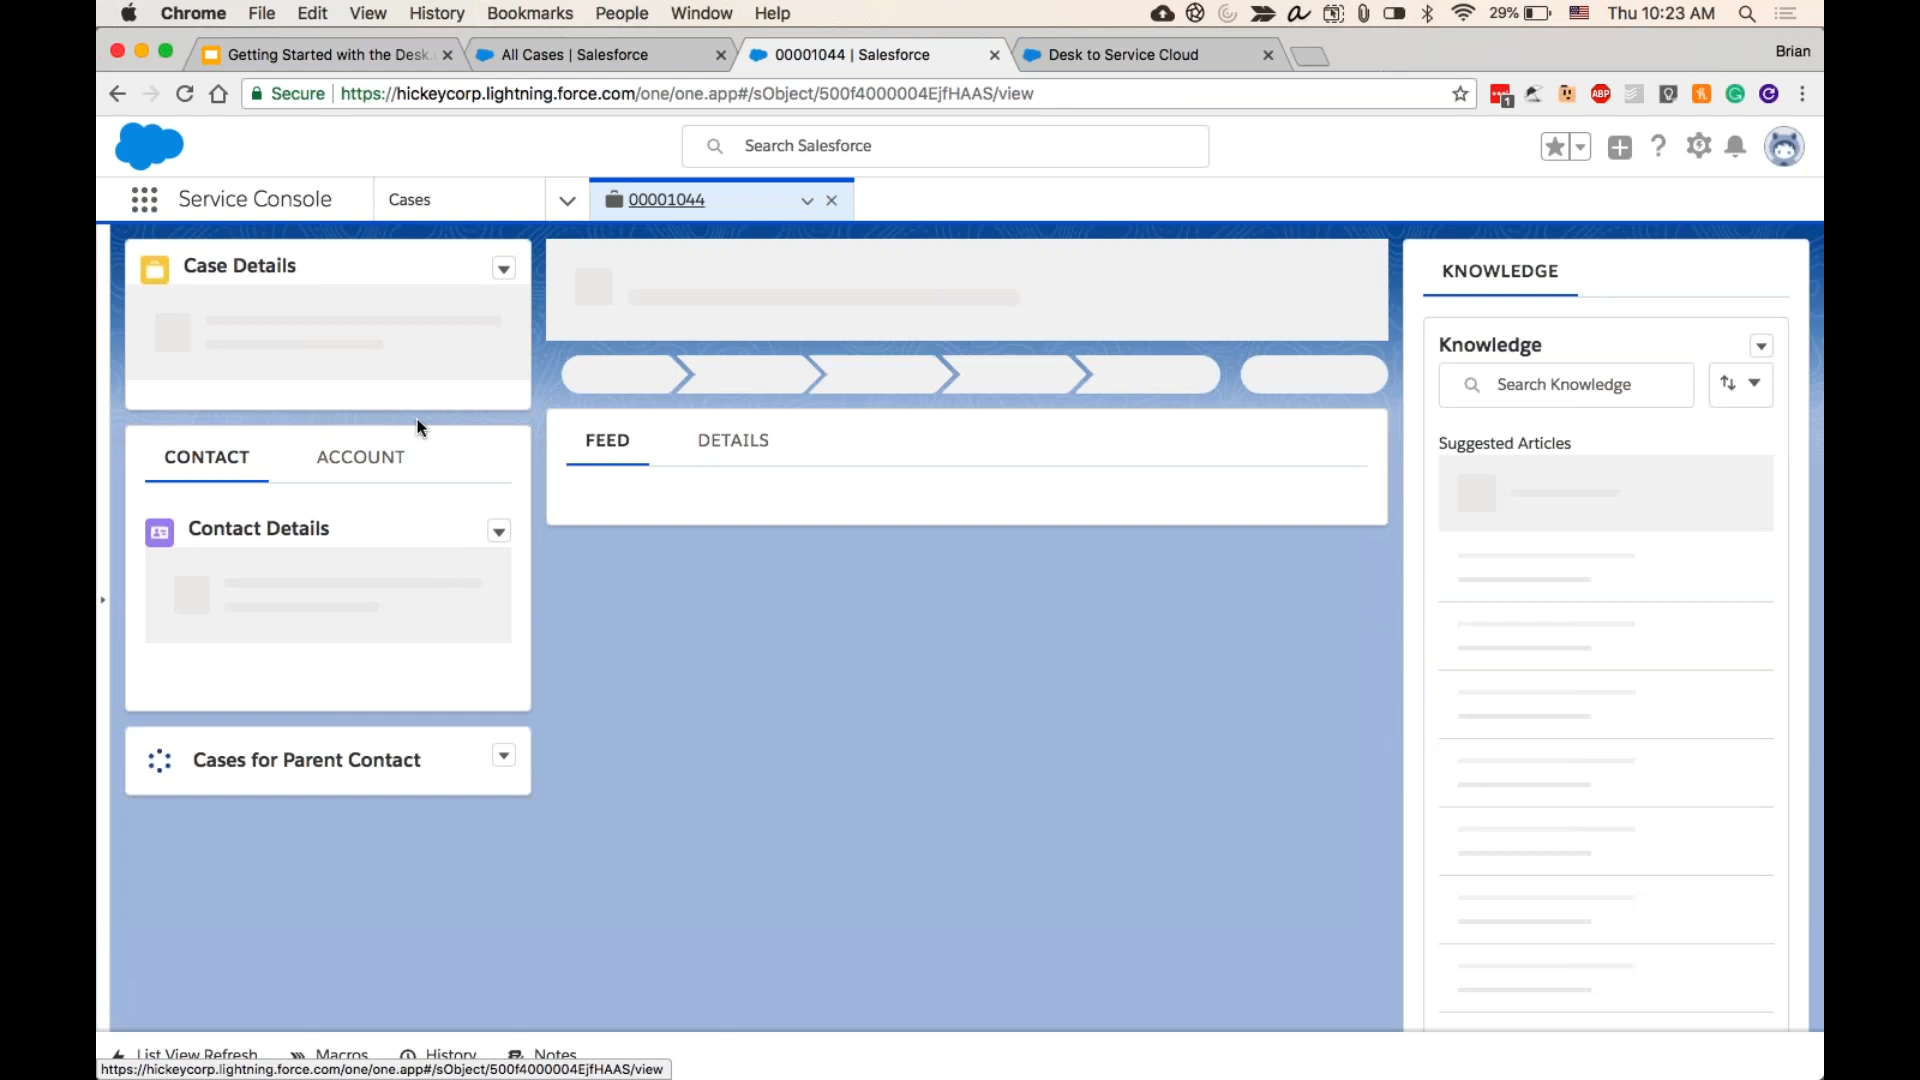 Chrome File Edit View History Bookmarks People Window Help 29% Thu 10:23 AM
Getting Started with the Desk. All Cases | Salesforce 00001044 | Salesforce Desk to Service Cloud Brian
Secure https://hickeycorp.lightning.force.com/one/one.app#/sObject/500f4000004EjfHAAS/view 1 ABP
Search Salesforce
Service Console Cases 00001044
Case Details
KNOWLEDGE
Knowledge
Search Knowledge
FEED DETAILS
Suggested Articles
CONTACT ACCOUNT
Contact Details
Cases for Parent Contact
List View Refresh Macros History Notes
https://hickeycorp.lightning.force.com/one/one.app#/sObject/500f4000004EjfHAAS/view